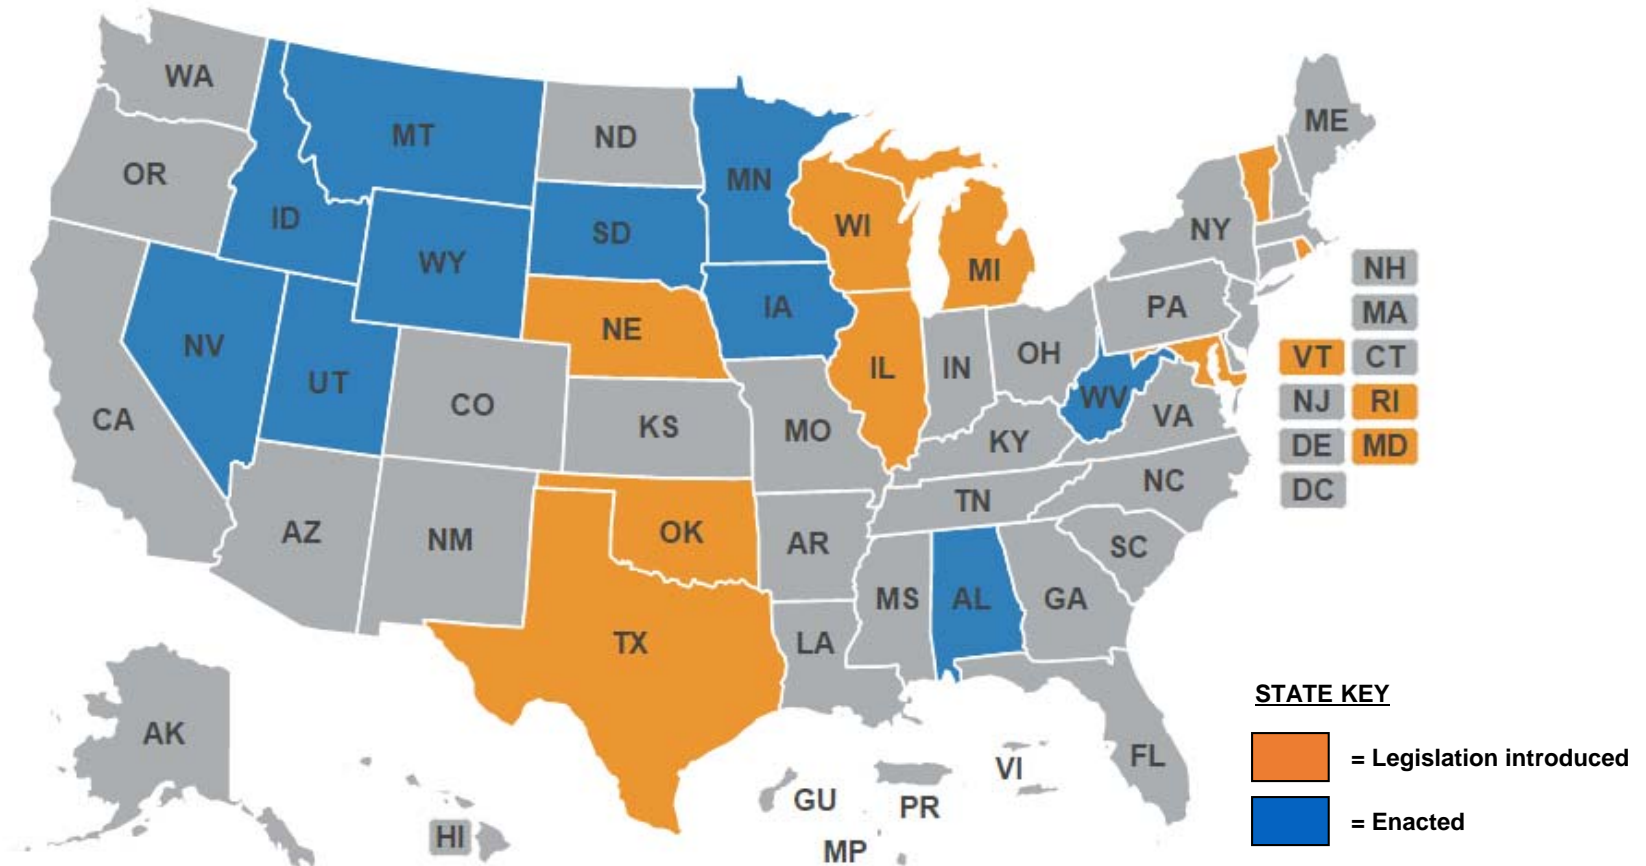 WA
MT
ND
ME
OR
ID
MN
SD
WI
NY
WY
MI
NH
IA
PA
MA
NV
NE
UT
IL
IN
OH
VT
CT
CA
CO
KS
MO
WV
VA
NJ
RI
KY
DE
MD
AZ
NM
OK
AR
TN
NC
DC
SC
TX
LA
MS
AL
GA
AK
STATE KEY
= Legislation introduced
FL
VI
GU
PR
HI
MP
= Enacted